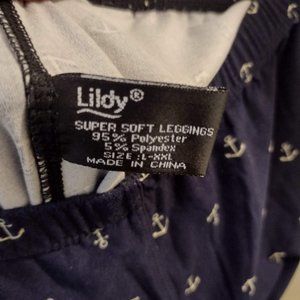 Lildy®
SUPER SOFT LEGGINGS
95% Polyester
5% Spandex
SIZE :L-XXL
MADE IN CHINA